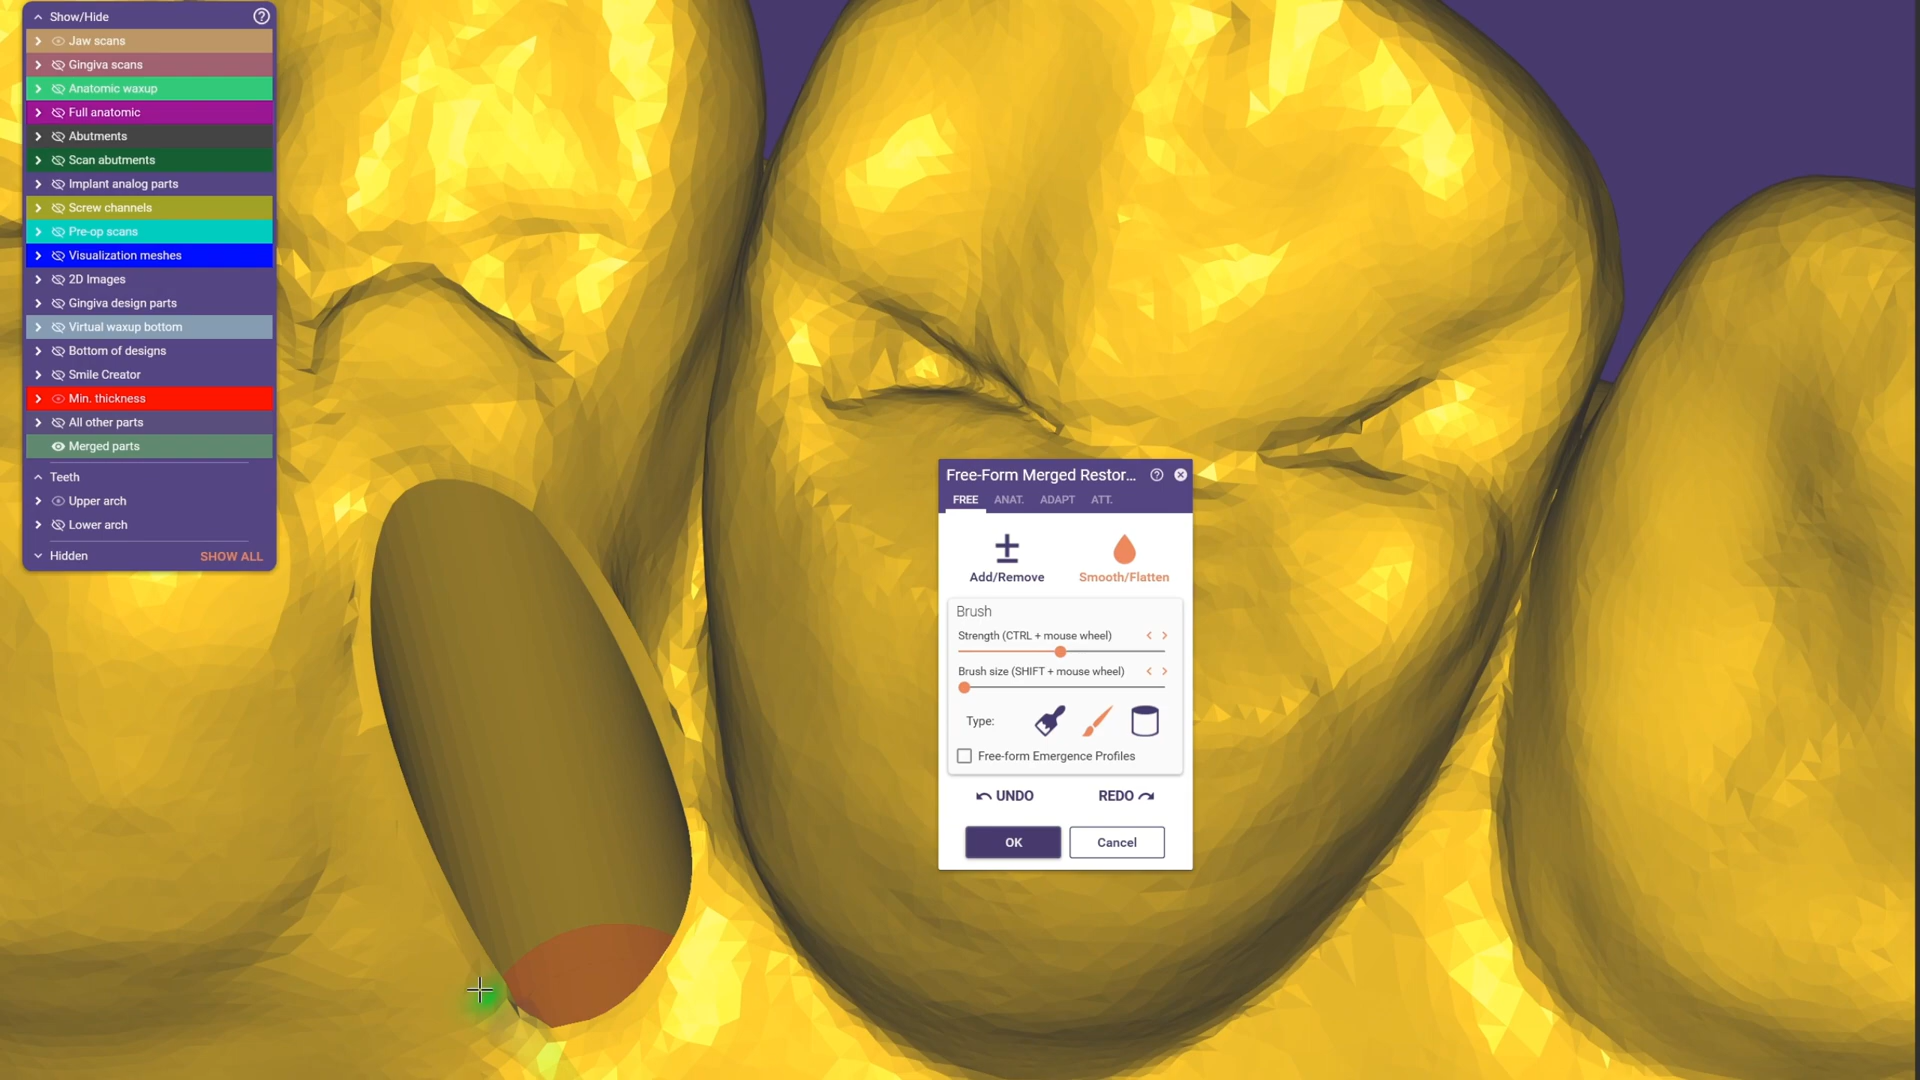 Show/Hide
Jaw scans
Gingiva scans
Anatomic waxup
Full anatomic
Abutments
Scan abutments
Implant analog parts
Screw channels
Pre-op scans
Visualization meshes
2D Images
Gingiva design parts
Virtual waxup bottom
Bottom of designs
Smile Creator
Min. thickness
All other parts
Merged parts
Teeth
Upper arch
Lower arch
Hidden SHOW ALL
Free-Form Merged Restor...
FREE ANAT. ADAPT ATT.
Add/Remove Smooth/Flatten
Brush
Strength (CTRL + mouse wheel)
Brush size (SHIFT + mouse wheel)
Type:
Free-form Emergence Profiles
UNDO REDO
OK Cancel